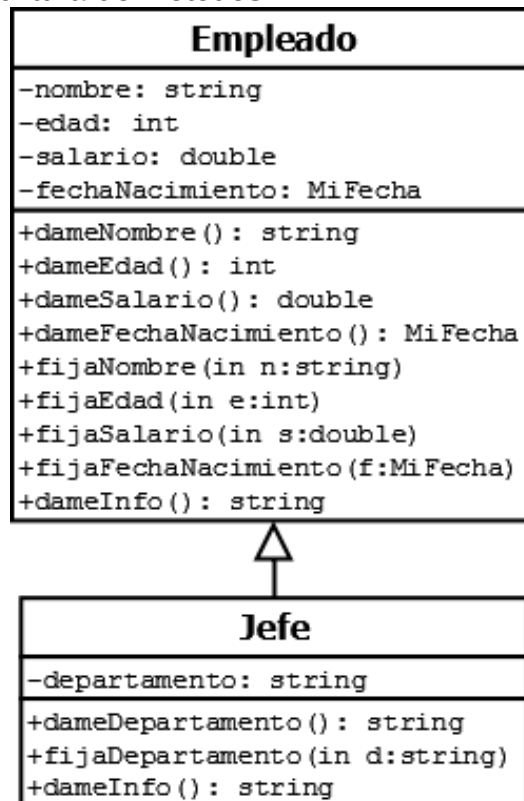 Empleado
-nombre: string
-edad: int
-salario: double
-fechaNacimiento: MiFecha
+dameNombre(): string
+dameEdad(): int
+dameSalario(): double
+dameFechaNacimiento(): MiFecha
+fijaNombre(in n:string)
+fijaEdad(in e:int)
+fijaSalario(in s:double)
+fijaFechaNacimiento(f:MiFecha)
+dameInfo(): string
Jefe
-departamento: string
+dameDepartamento(): string
+fijaDepartamento(in d:string)
+dameInfo(): string